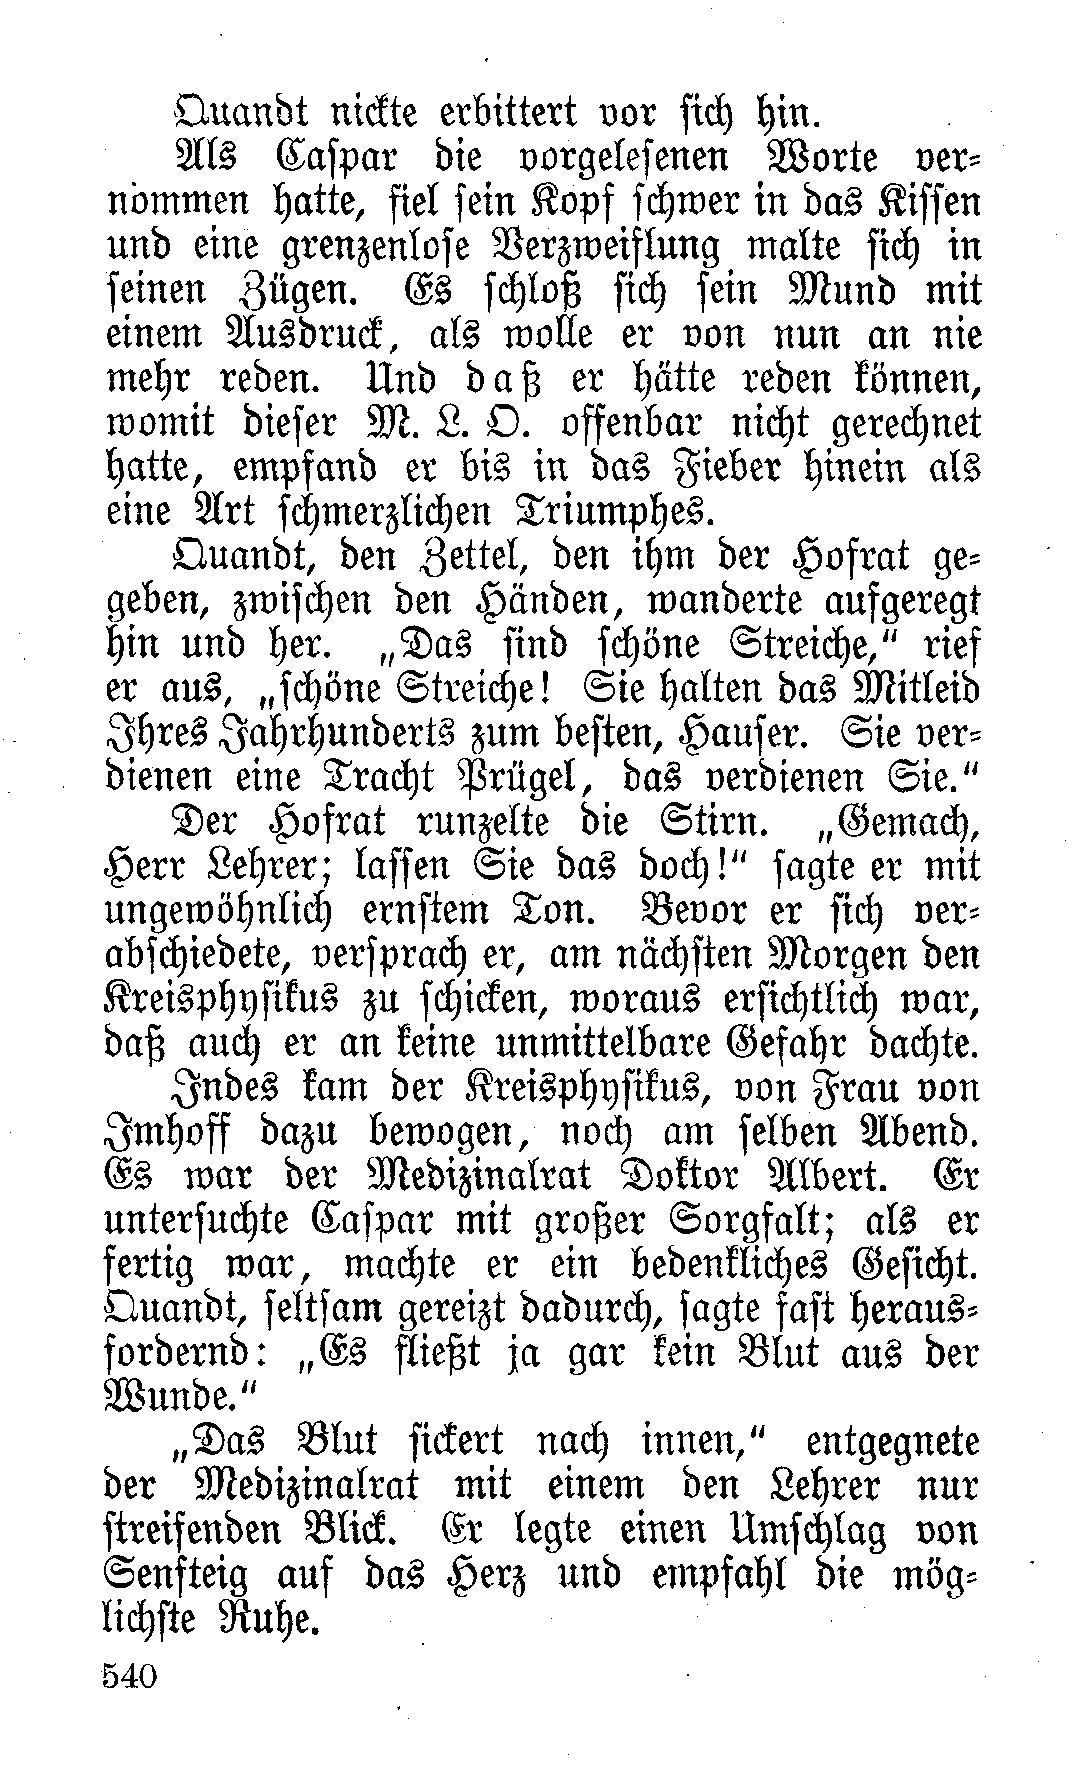 Quandt nickte erbittert vor sich hin.
Als Caspar die vorgelesenen Worte ver-
nommen hatte, fiel sein Kopf schwer in das Kissen
und eine grenzenlose Verzweiflung malte sich in
seinen Zügen. Es schloß sich sein Mund mit
einem Ausdruck, als wolle er von nun an nie
mehr reden. Und daß er hätte reden können,
womit dieser M. L. O. offenbar nicht gerechnet
hatte, empfand er bis in das Fieber hinein als
eine Art schmerzlichen Triumphes.
Quandt, den Zettel, den ihm der Hofrat ge-
geben, zwischen den Händen, wanderte aufgeregt
hin und her. „Das sind schöne Streiche,“ rief
er aus, „schöne Streiche! Sie halten das Mitleid
Ihres Jahrhunderts zum besten, Hauser. Sie ver-
dienen eine Tracht Prügel, das verdienen Sie.“
Der Hofrat runzelte die Stirn. „Gemach,
Herr Lehrer; lassen Sie das doch!“ sagte er mit
ungewöhnlich ernstem Ton. Bevor er sich ver-
abschiedete, versprach er, am nächsten Morgen den
Kreisphysikus zu schicken, woraus ersichtlich war,
daß auch er an keine unmittelbare Gefahr dachte.
Indes kam der Kreisphysikus, von Frau von
Imhoff dazu bewogen, noch am selben Abend.
Es war der Medizinalrat Doktor Albert. Er
untersuchte Caspar mit großer Sorgfalt; als er
fertig war, machte er ein bedenkliches Gesicht.
Quandt, seltsam gereizt dadurch, sagte fast heraus-
fordernd: „Es fließt ja gar kein Blut aus der
Wunde.“
„Das Blut sickert nach innen,“ entgegnete
der Medizinalrat mit einem den Lehrer nur
streifenden Blick. Er legte einen Umschlag von
Senfteig auf das Herz und empfahl die mög-
lichste Ruhe.
540